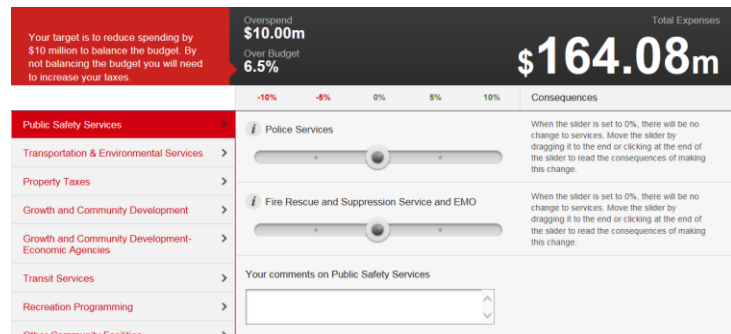 Your target is to reduce spending by
$10 million to balance the budget. By
not balancing the budget you will need
to increase your taxes.
Overspend
$10.00m
Over Budget
6.5%
Total Expenses
$164.08m
-10% -5% 0% 5% 10% Consequences
Public Safety Services
Transportation & Environmental Services
Property Taxes
Growth and Community Development
Growth and Community Development-
Economic Agencies
Transit Services
Recreation Programming
Other Community Facilities
i Police Services
When the slider is set to 0%, there will be no
change to services. Move the slider by
dragging it to the end or clicking at the end of
the slider to read the consequences of making
this change.
i Fire Rescue and Suppression Service and EMO
When the slider is set to 0%, there will be no
change to services. Move the slider by
dragging it to the end or clicking at the end of
the slider to read the consequences of making
this change.
Your comments on Public Safety Services